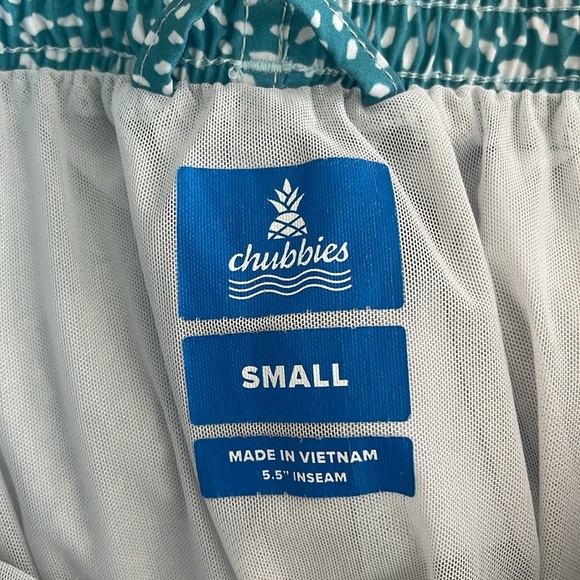 chubbies
SMALL
MADE IN VIETNAM
5.5" INSEAM